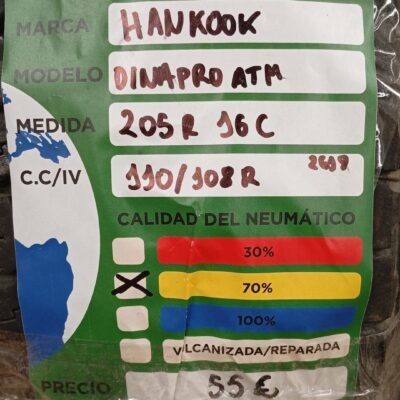 MARCA HANKOOK
MODELO DINAPRO ATM
MEDIDA 205 R 16 C
C.C/IV 110/108 R 2619
CALIDAD DEL NEUMÁTICO
30%
70%
100%
VULCANIZADA/REPARADA
PRECIO 55 €